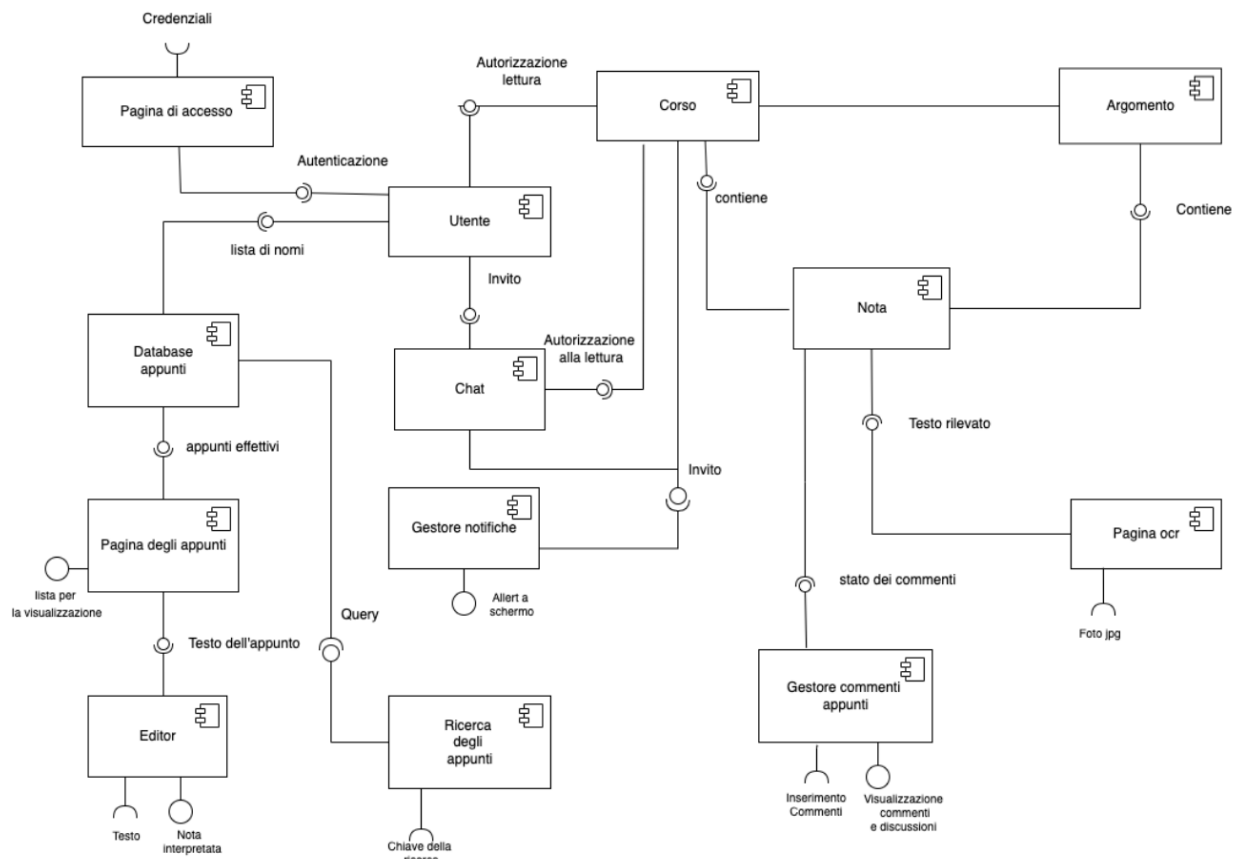 Credenziali
Pagina di accesso
Autorizzazione
lettura
Corso
Argomento
Autenticazione
Utente
contiene
Contiene
lista di nomi
Invito
Nota
Database
appunti
Autorizzazione
alla lettura
Chat
appunti effettivi
Testo rilevato
Invito
Pagina degli appunti
Gestore notifiche
Pagina ocr
lista per
la visualizzazione
Allert a
schermo
stato dei commenti
Query
Foto jpg
Testo dell'appunto
Gestore commenti
appunti
Editor
Ricerca
degli
appunti
Inserimento
Commenti
Visualizzazione
commenti
e discussioni
Testo
Nota
interpretata
Chiave della
ricerca